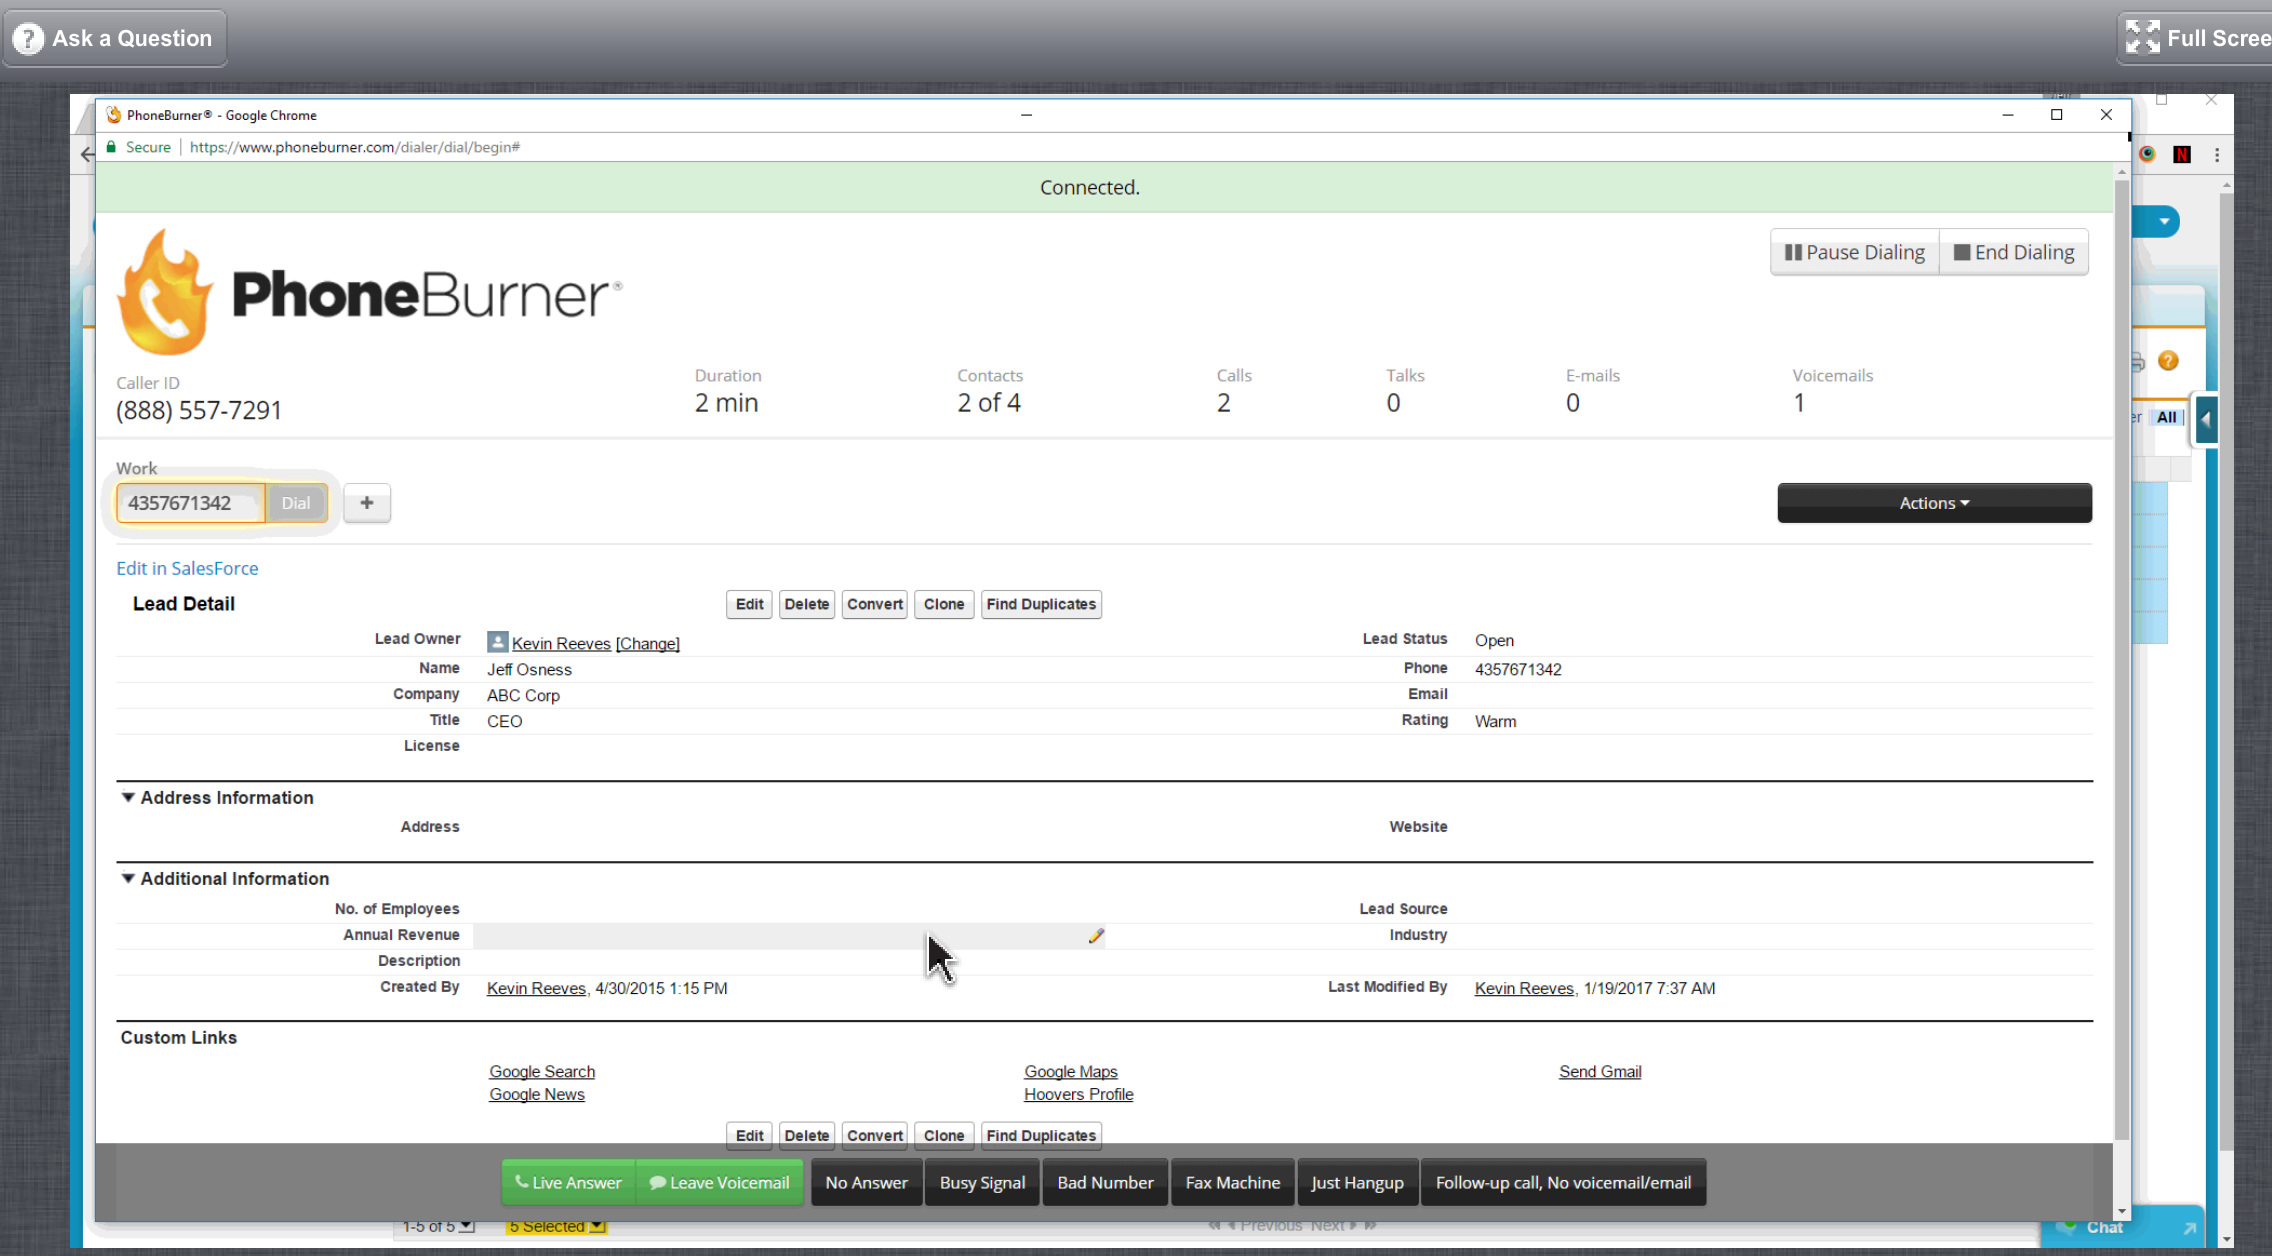 Ask a Question
Full Scree
PhoneBurner® - Google Chrome
Secure | https://www.phoneburner.com/dialer/dial/begin#
Connected.
PhoneBurner®
Pause Dialing
End Dialing
Caller ID
(888) 557-7291
Duration
2 min
Contacts
2 of 4
Calls
2
Talks
0
E-mails
0
Voicemails
1
er All
Work
4357671342 Dial +
Actions
Edit in SalesForce
Lead Detail
Edit Delete Convert Clone Find Duplicates
Lead Owner Kevin Reeves [Change] Lead Status Open
Name Jeff Osness Phone 4357671342
Company ABC Corp Email
Title CEO Rating Warm
License
Address Information
Address Website
Additional Information
No. of Employees Lead Source
Annual Revenue Industry
Description
Created By Kevin Reeves, 4/30/2015 1:15 PM Last Modified By Kevin Reeves, 1/19/2017 7:37 AM
Custom Links
Google Search Google Maps Send Gmail
Google News Hoovers Profile
Edit Delete Convert Clone Find Duplicates
Live Answer Leave Voicemail No Answer Busy Signal Bad Number Fax Machine Just Hangup Follow-up call, No voicemail/email
1-5 of 5 5 Selected Previous Next Chat